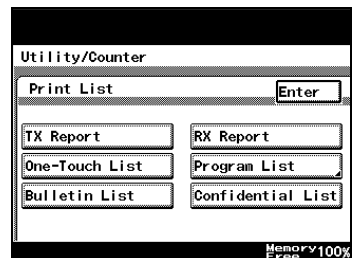 Utility/Counter
Print List
Enter
TX Report
RX Report
One-Touch List
Program List
Bulletin List
Confidential List
Memory 100%
Free